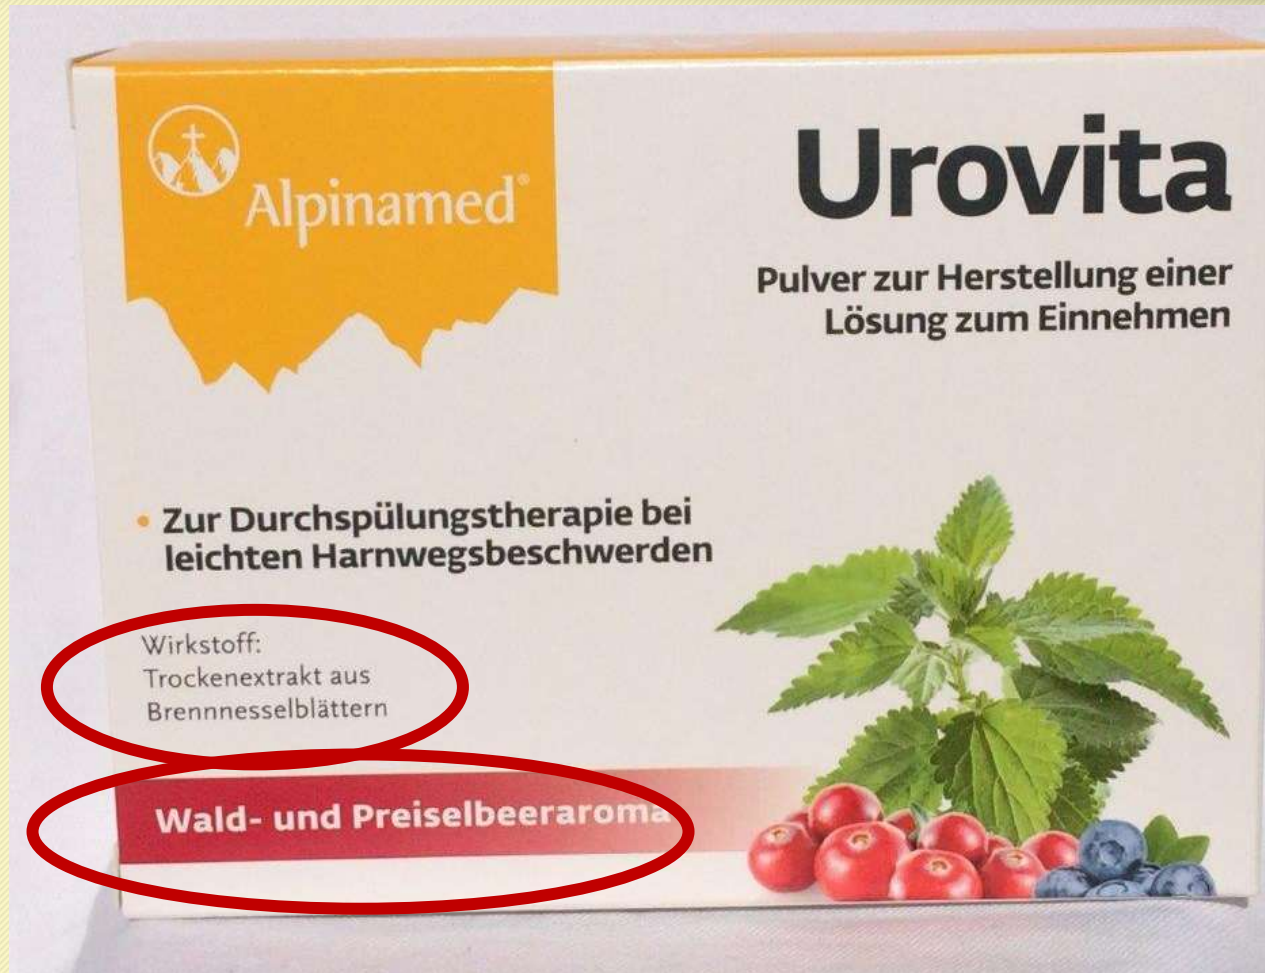 Alpinamed®
Urovita
Pulver zur Herstellung einer
Lösung zum Einnehmen
• Zur Durchspülungstherapie bei
leichten Harnwegsbeschwerden
Wirkstoff:
Trockenextrakt aus
Brennnesselblättern
Wald- und Preiselbeeraroma